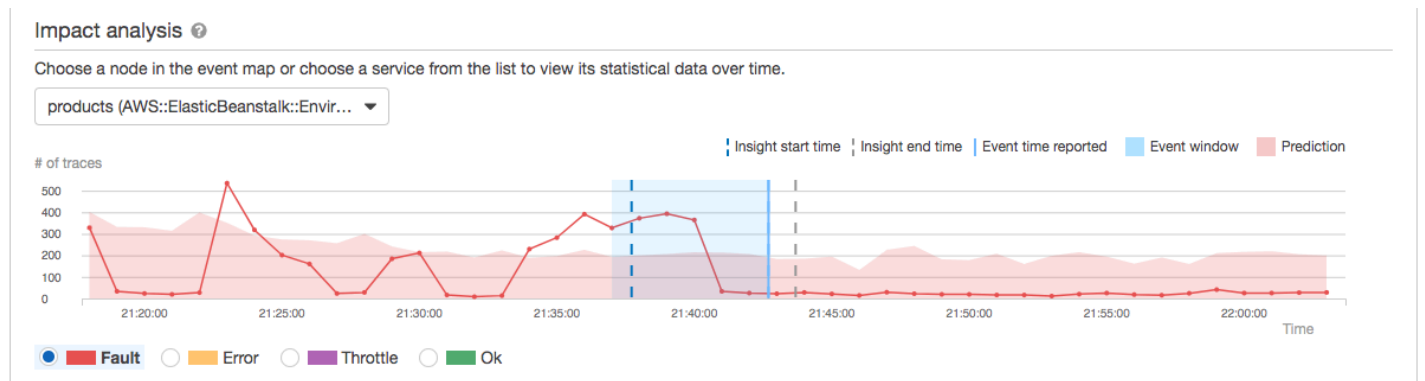 Impact analysis ?
Choose a node in the event map or choose a service from the list to view its statistical data over time.
products (AWS::ElasticBeanstalk::Envir...
Insight start time Insight end time Event time reported Event window Prediction
# of traces
500
400
300
200
100
0
21:20:00 21:25:00 21:30:00 21:35:00 21:40:00 21:45:00 21:50:00 21:55:00 22:00:00
Time
Fault Error Throttle Ok